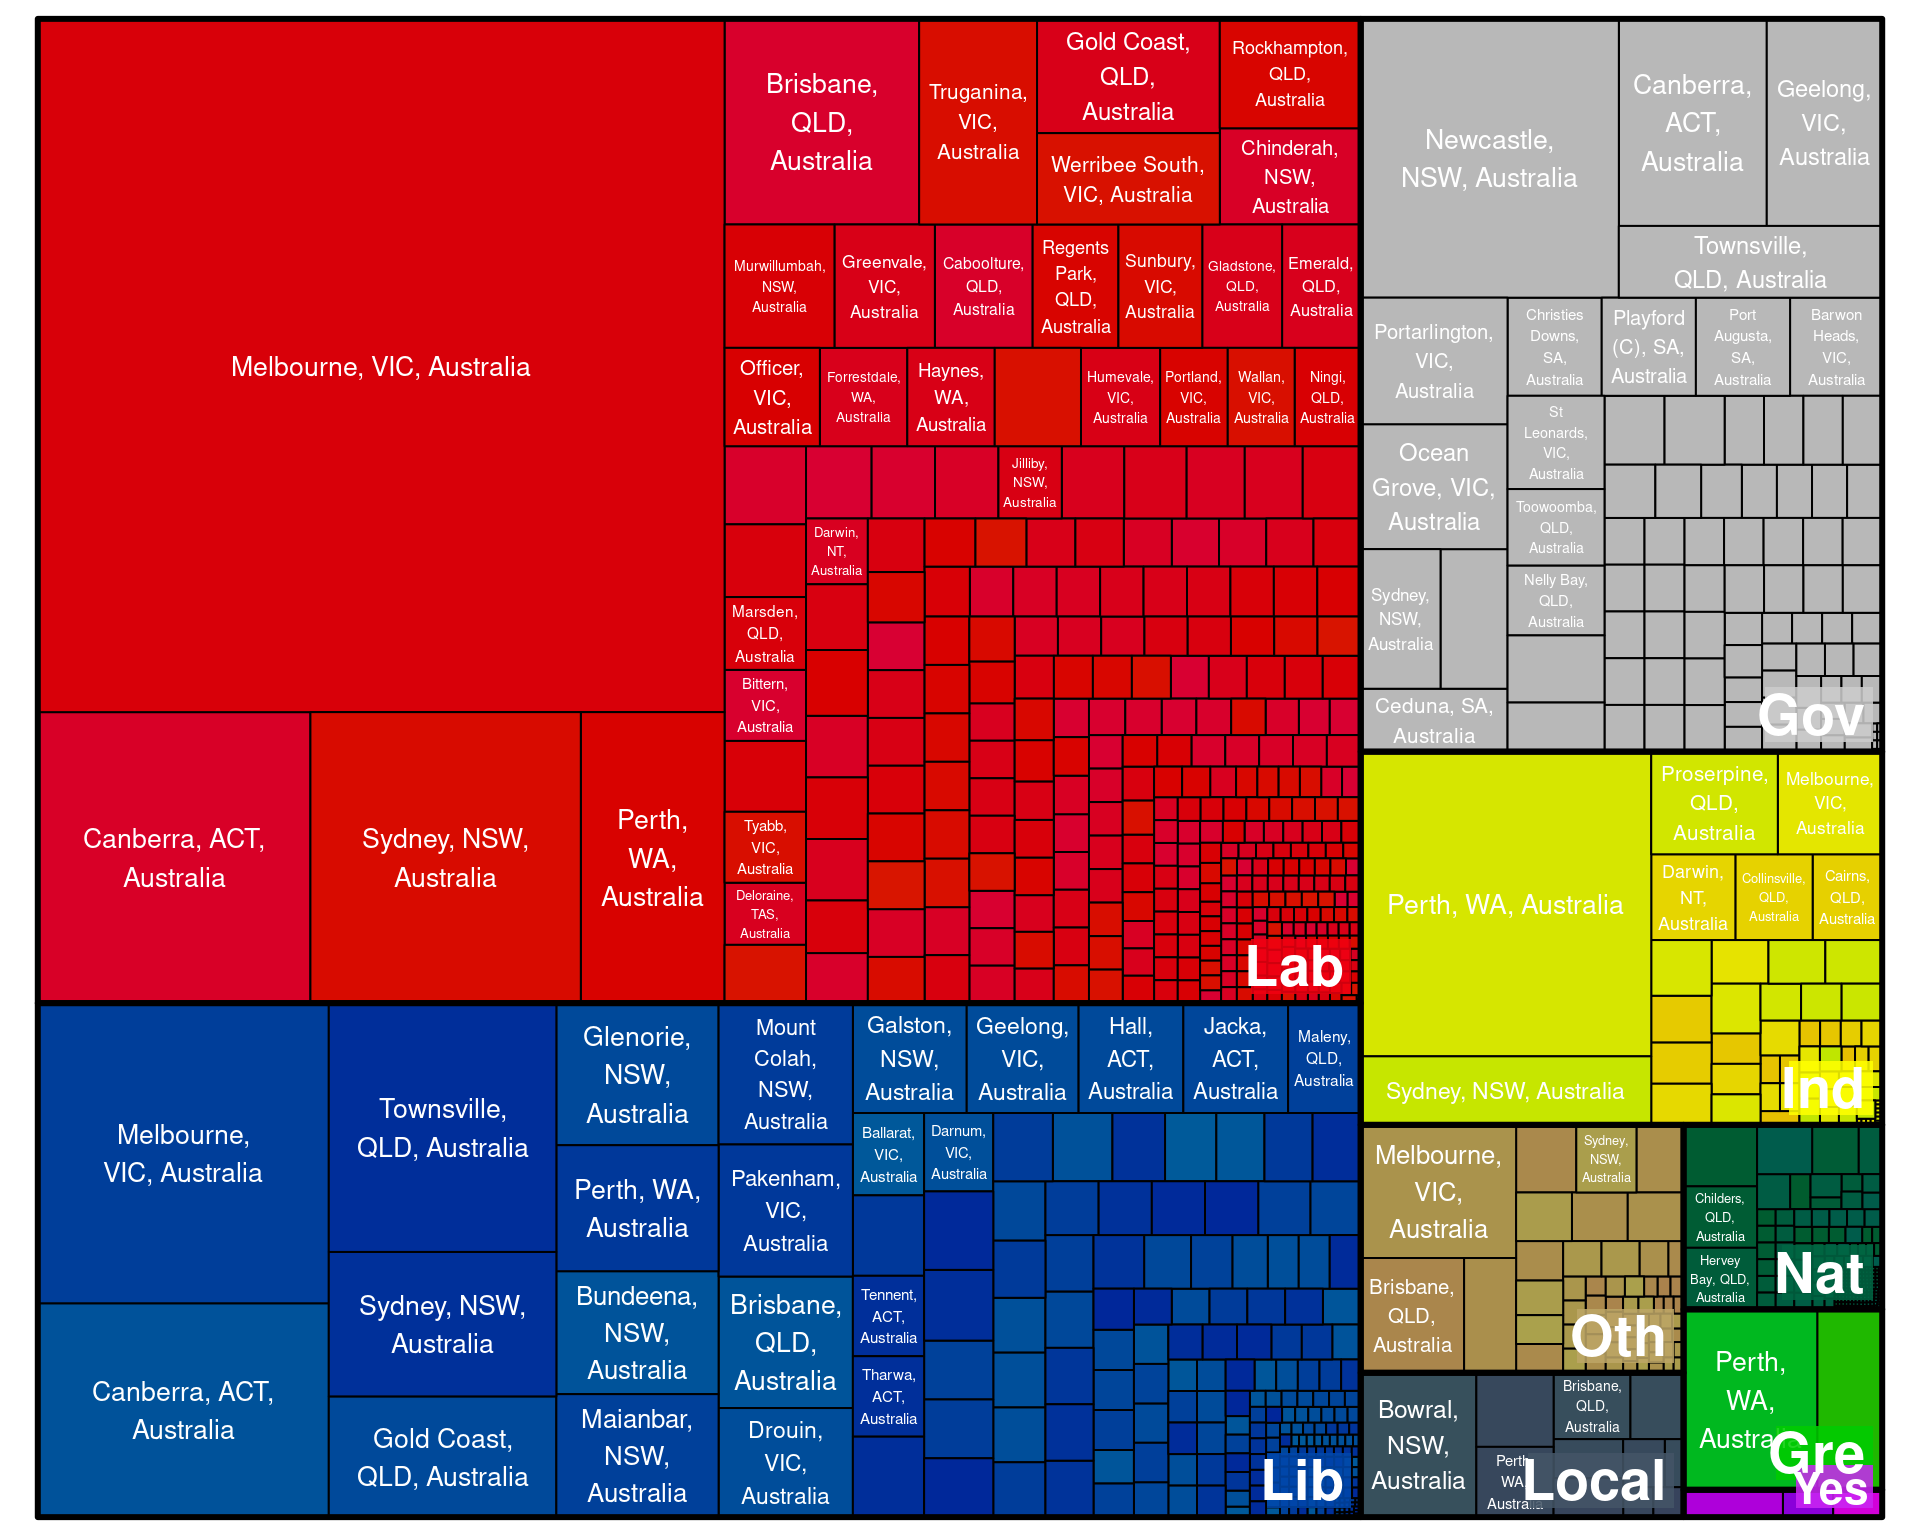 Melbourne, VIC, Australia
Canberra, ACT,
Australia
Sydney, NSW,
Australia
Perth,
WA,
Australia
Brisbane,
QLD,
Australia
Truganina,
VIC,
Australia
Gold Coast,
QLD,
Australia
Rockhampton,
QLD,
Australia
Werribee South,
VIC, Australia
Chinderah,
NSW,
Australia
Murwillumbah,
NSW,
Australia
Greenvale,
VIC,
Australia
Caboolture,
QLD,
Australia
Regents
Park,
QLD,
Australia
Sunbury,
VIC,
Australia
Gladstone,
QLD,
Australia
Emerald,
QLD,
Australia
Officer,
VIC,
Australia
Forrestdale,
WA,
Australia
Haynes,
WA,
Australia
Humevale,
VIC,
Australia
Portland,
VIC,
Australia
Wallan,
VIC,
Australia
Ningi,
QLD,
Australia
Jilliby,
NSW,
Australia
Darwin,
NT,
Australia
Marsden,
QLD,
Australia
Bittern,
VIC,
Australia
Tyabb,
VIC,
Australia
Deloraine,
TAS,
Australia
Lab
Newcastle,
NSW, Australia
Canberra,
ACT,
Australia
Geelong,
VIC,
Australia
Townsville,
QLD, Australia
Portarlington,
VIC,
Australia
Christies
Downs,
SA,
Australia
Playford
(C), SA,
Australia
Port
Augusta,
SA,
Australia
Barwon
Heads,
VIC,
Australia
Ocean
Grove, VIC,
Australia
St
Leonards,
VIC,
Australia
Toowoomba,
QLD,
Australia
Sydney,
NSW,
Australia
Nelly Bay,
QLD,
Australia
Ceduna, SA,
Australia
Gov
Perth, WA, Australia
Proserpine,
QLD,
Australia
Melbourne,
VIC,
Australia
Darwin,
NT,
Australia
Collinsville,
QLD,
Australia
Cairns,
QLD,
Australia
Sydney, NSW, Australia
Ind
Melbourne,
VIC, Australia
Canberra, ACT,
Australia
Townsville,
QLD, Australia
Sydney, NSW,
Australia
Gold Coast,
QLD, Australia
Glenorie,
NSW,
Australia
Perth, WA,
Australia
Bundeena,
NSW,
Australia
Maianbar,
NSW,
Australia
Mount
Colah,
NSW,
Australia
Pakenham,
VIC,
Australia
Brisbane,
QLD,
Australia
Drouin,
VIC,
Australia
Galston,
NSW,
Australia
Geelong,
VIC,
Australia
Hall,
ACT,
Australia
Jacka,
ACT,
Australia
Maleny,
QLD,
Australia
Ballarat,
VIC,
Australia
Darnum,
VIC,
Australia
Tennent,
ACT,
Australia
Tharwa,
ACT,
Australia
Lib
Melbourne,
VIC,
Australia
Sydney,
NSW,
Australia
Brisbane,
QLD,
Australia
Oth
Childers,
QLD,
Australia
Hervey
Bay, QLD,
Australia
Nat
Bowral,
NSW,
Australia
Brisbane,
QLD,
Australia
Perth,
WA,
Australia
Local
Perth,
WA,
Australia
Gre
Yes